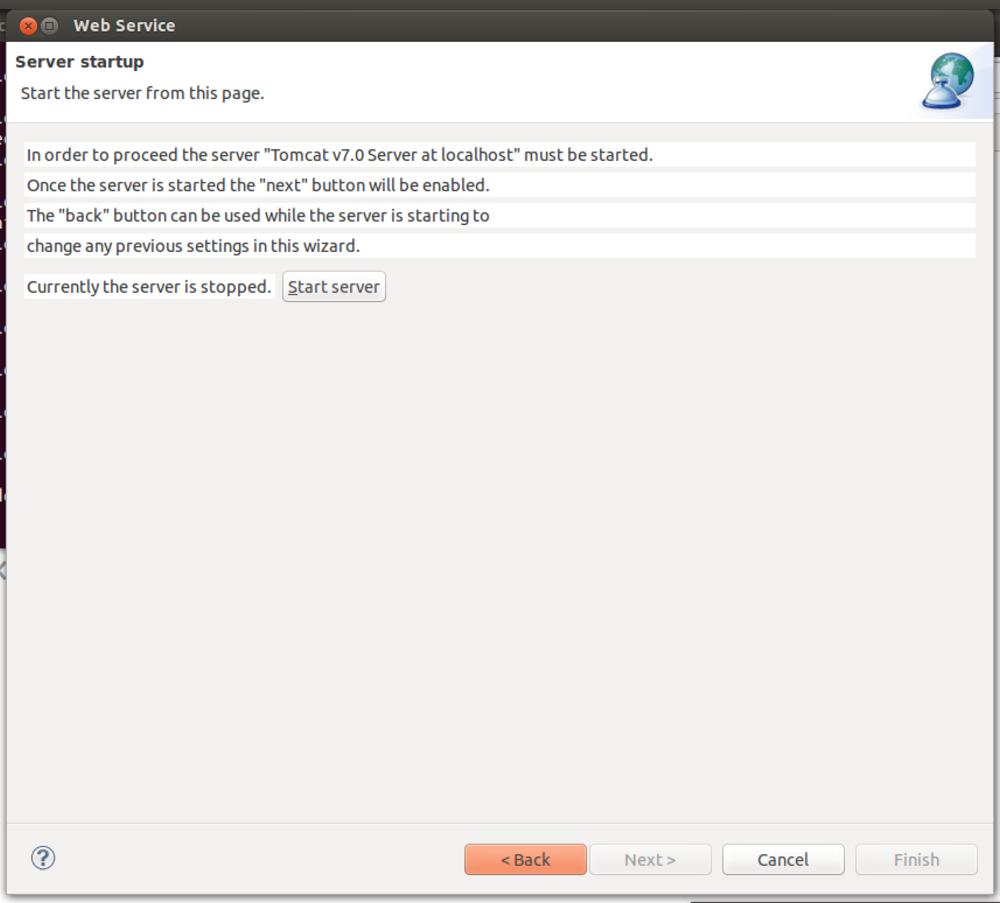 Web Service
Server startup
Start the server from this page.
In order to proceed the server "Tomcat v7.0 Server at localhost" must be started.
Once the server is started the "next" button will be enabled.
The "back" button can be used while the server is starting to
change any previous settings in this wizard.
Currently the server is stopped. Start server
? < Back Next > Cancel Finish